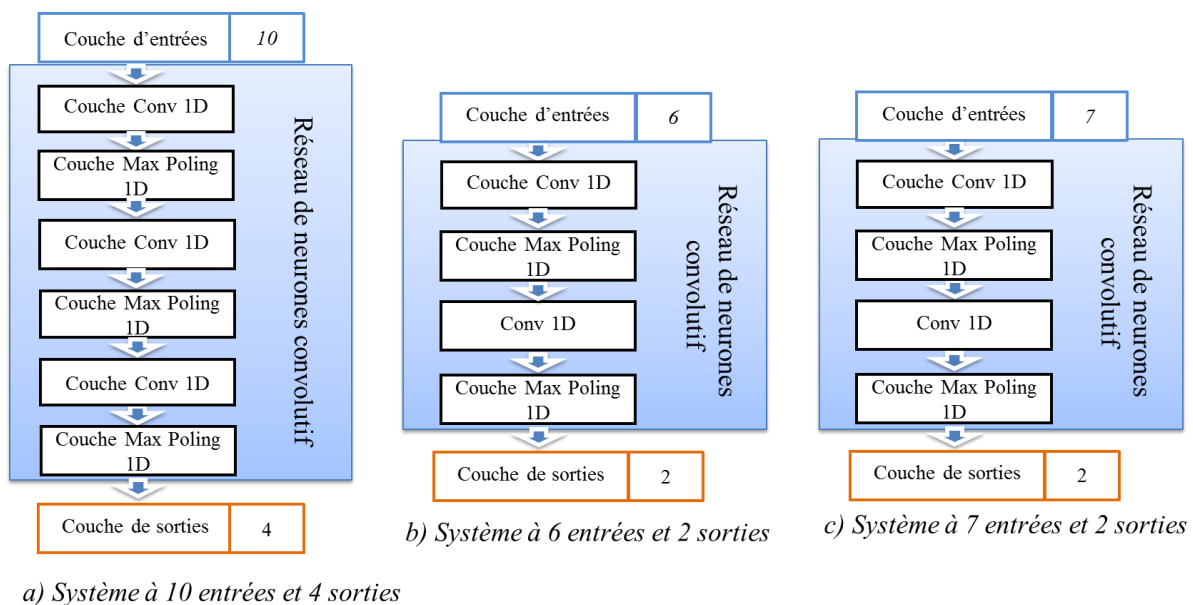 Couche d'entrées 10
Couche Conv 1D
Couche Max Poling
1D
Couche Conv 1D
Couche Max Poling
1D
Couche Conv 1D
Couche Max Poling
1D
Réseau de neurones convolutif
Couche de sorties 4
a) Système à 10 entrées et 4 sorties
Couche d'entrées 6
Couche Conv 1D
Couche Max Poling
1D
Conv 1D
Couche Max Poling
1D
Réseau de neurones
convolutif
Couche de sorties 2
b) Système à 6 entrées et 2 sorties
Couche d'entrées 7
Couche Conv 1D
Couche Max Poling
1D
Conv 1D
Couche Max Poling
1D
Réseau de neurones
convolutif
Couche de sorties 2
c) Système à 7 entrées et 2 sorties